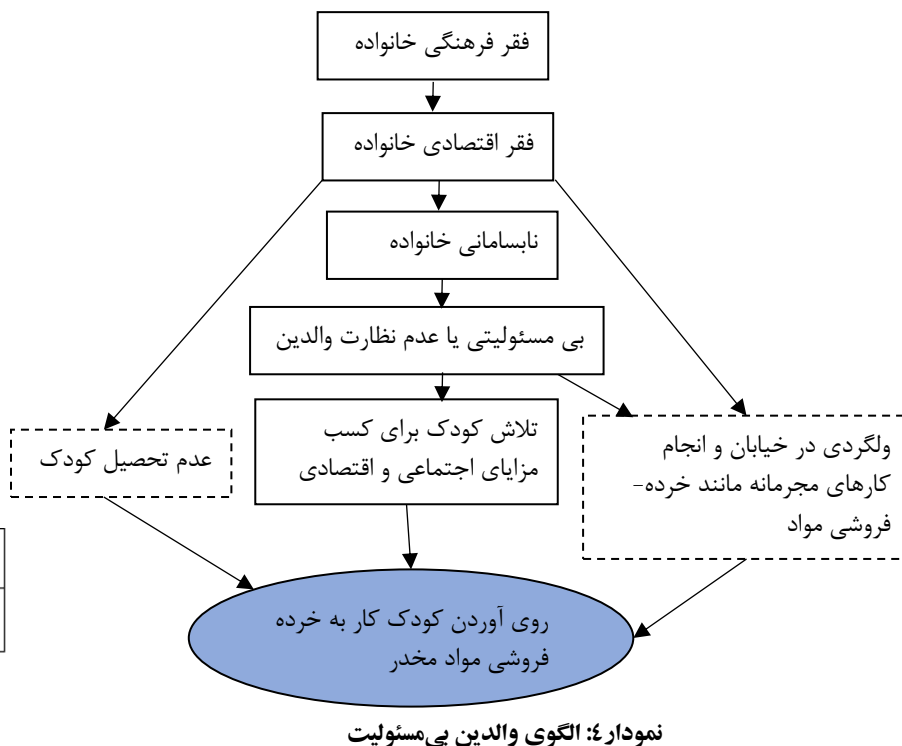 فقر فرهنگی خانواده
فقر اقتصادی خانواده
نابسامانی خانواده
بی مسئولیتی یا عدم نظارت والدین
تلاش کودک برای کسب
مزایای اجتماعی و اقتصادی
ولگردی در خیابان و انجام
کارهای مجرمانه مانند خرده-
فروشی مواد
عدم تحصیل کودک
روی آوردن کودک کار به خرده
فروشی مواد مخدر
نمودار٤: الگوی والدین بی‌مسئولیت